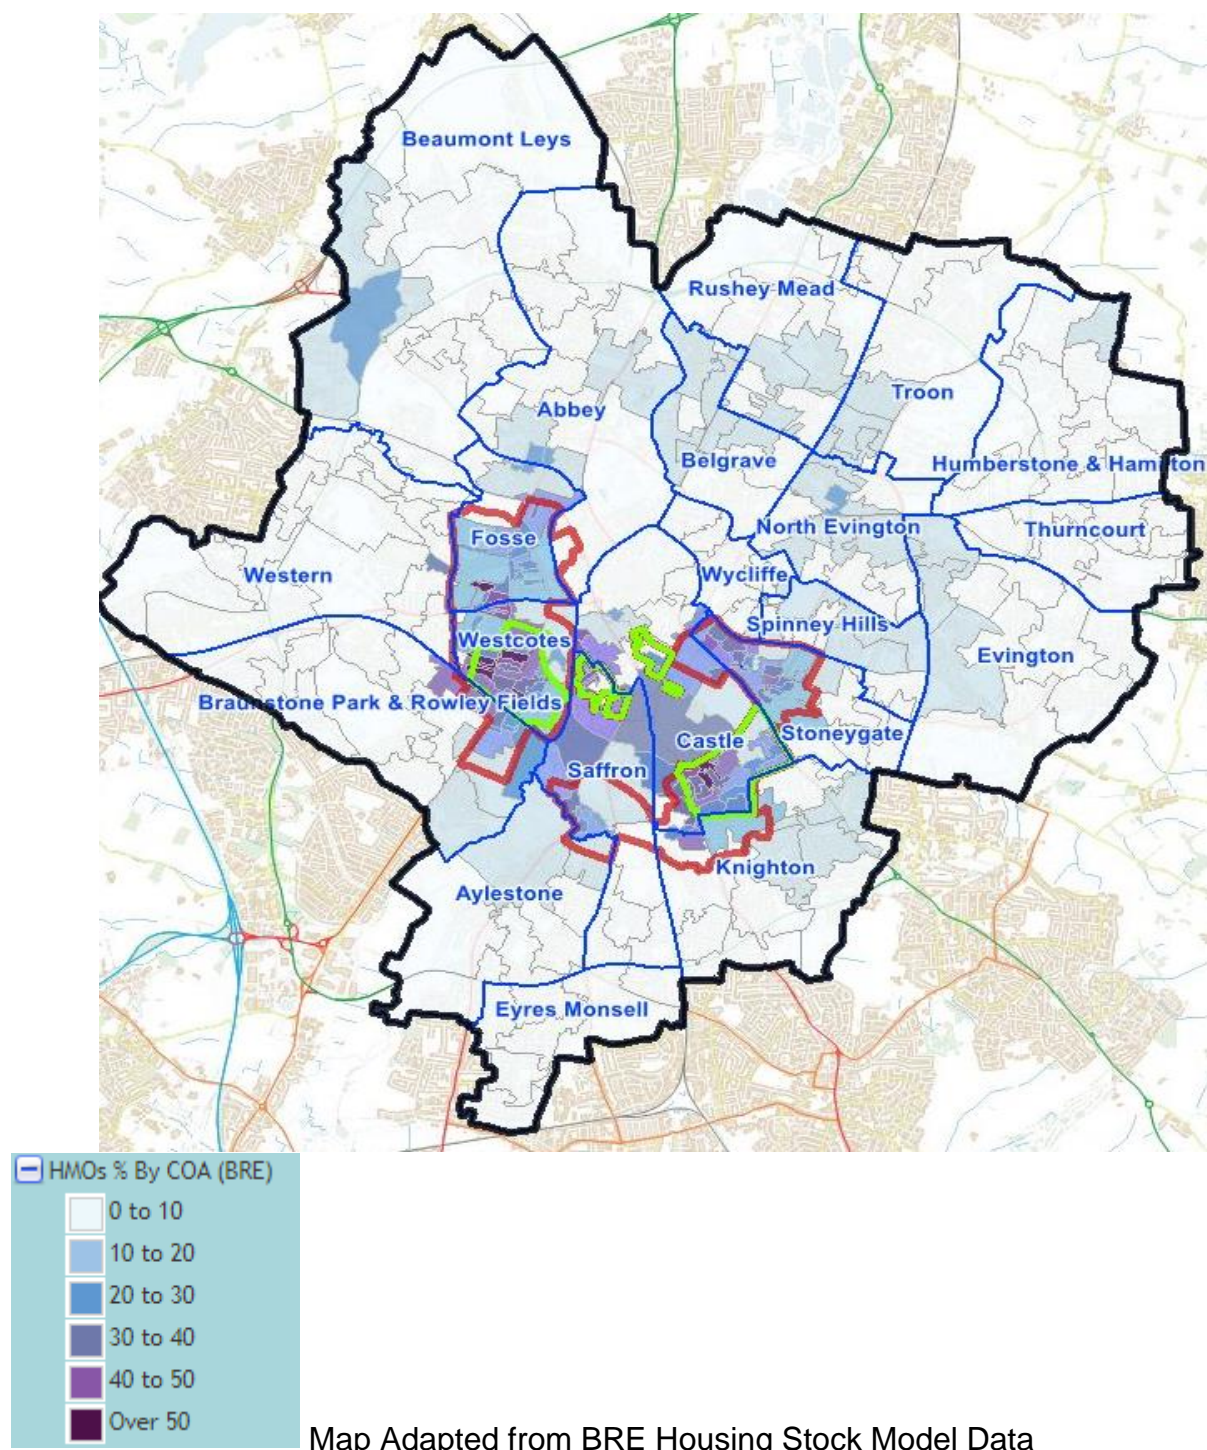 Beaumont Leys
Rushey Mead
Troon
Abbey
Belgrave
Humberstone & Hamilton
North Evington
Thurncourt
Fosse
Western
Wycliffe
Spinney Hills
Westcotes
Evington
Braunstone Park & Rowley Fields
Castle
Stoneygate
Saffron
Knighton
Aylestone
Eyres Monsell
HMOs % By COA (BRE)
0 to 10
10 to 20
20 to 30
30 to 40
40 to 50
Over 50
Map Adapted from BRE Housing Stock Model Data